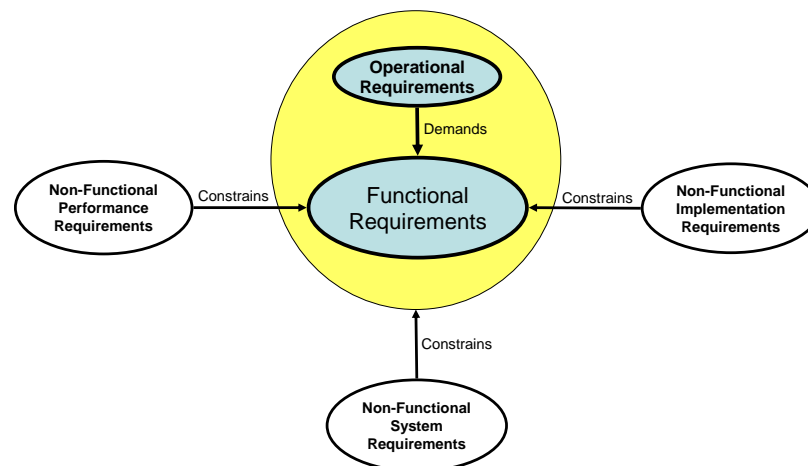 Operational
Requirements
Demands
Functional
Requirements
Non-Functional
Performance
Requirements
Constrains
Constrains
Non-Functional
Implementation
Requirements
Constrains
Non-Functional
System
Requirements